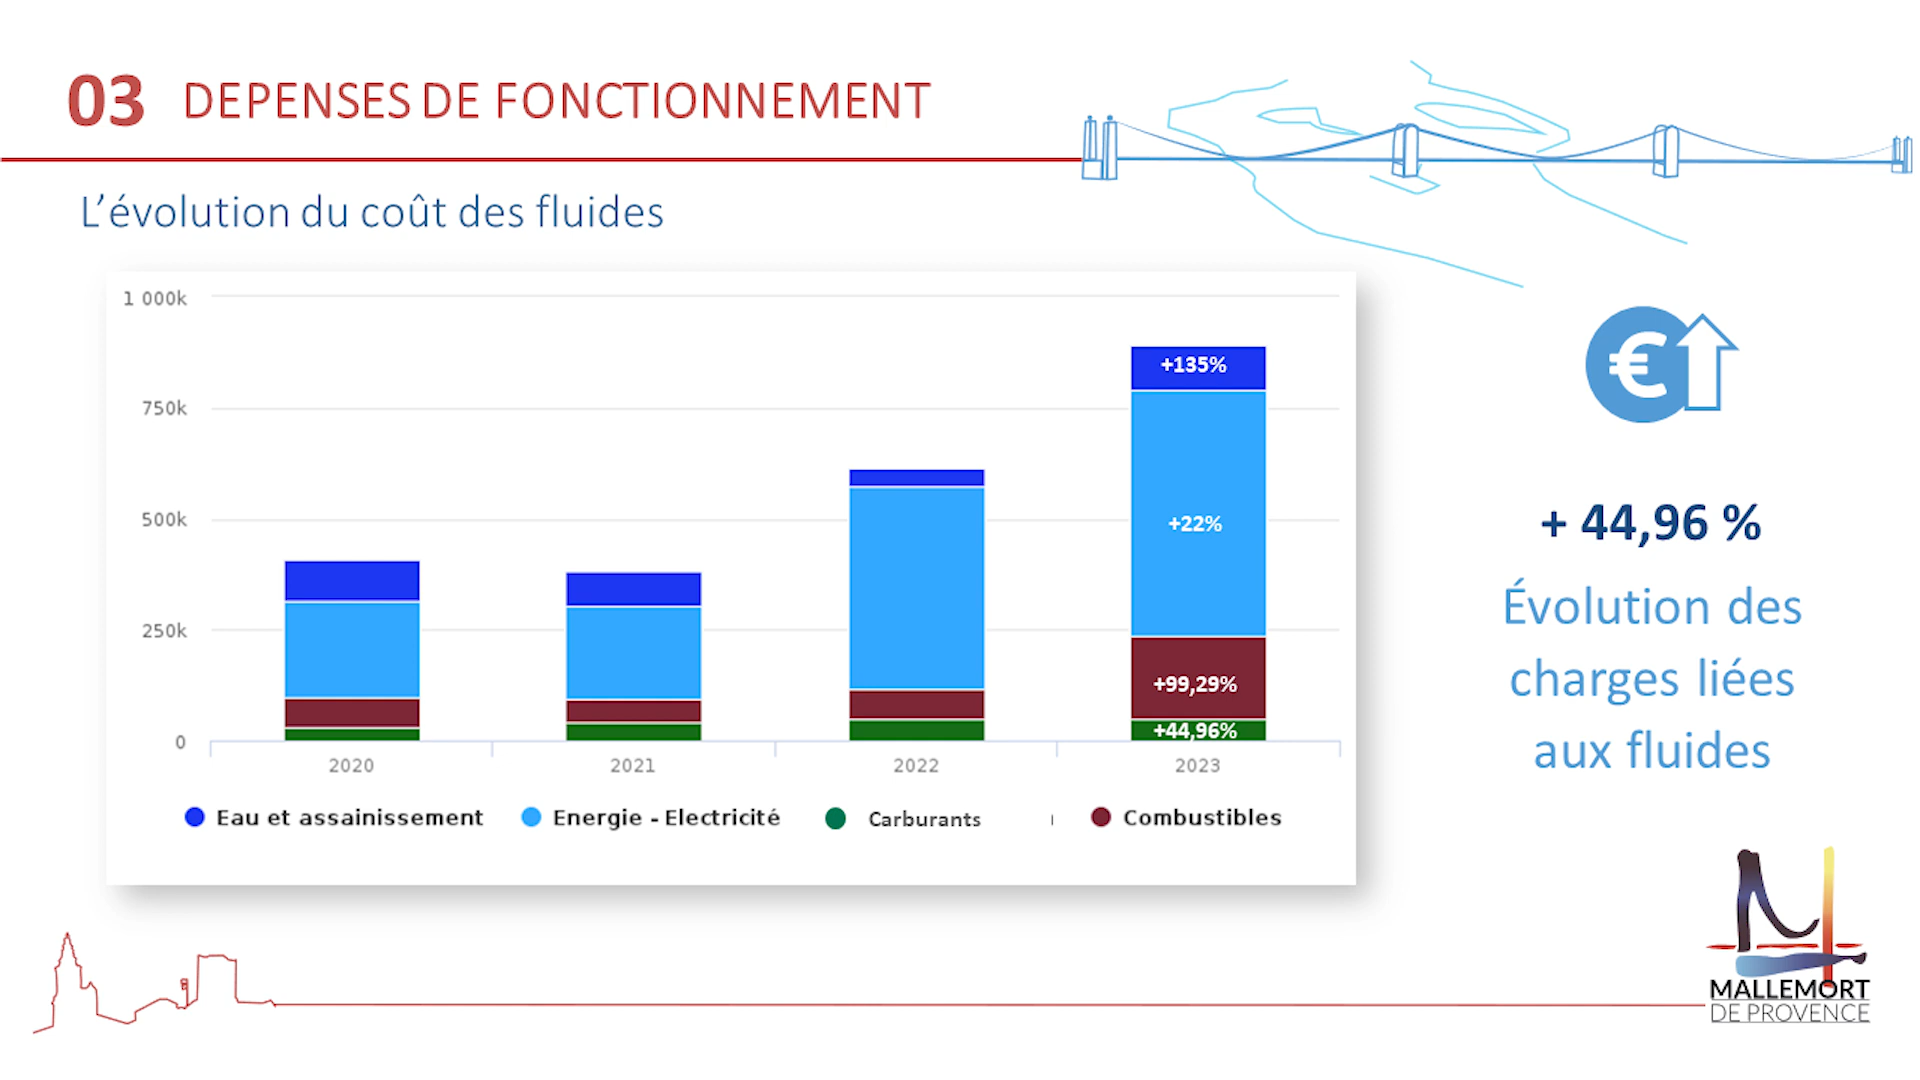 03 DEPENSES DE FONCTIONNEMENT
L’évolution du coût des fluides
1 000k
750k
500k
250k
0
+135%
+22%
+99,29%
+44,96%
2020 2021 2022 2023
Eau et assainissement Energie - Electricité Carburants Combustibles
€
+ 44,96 %
Évolution des
charges liées
aux fluides
MALLEMORT
DE PROVENCE